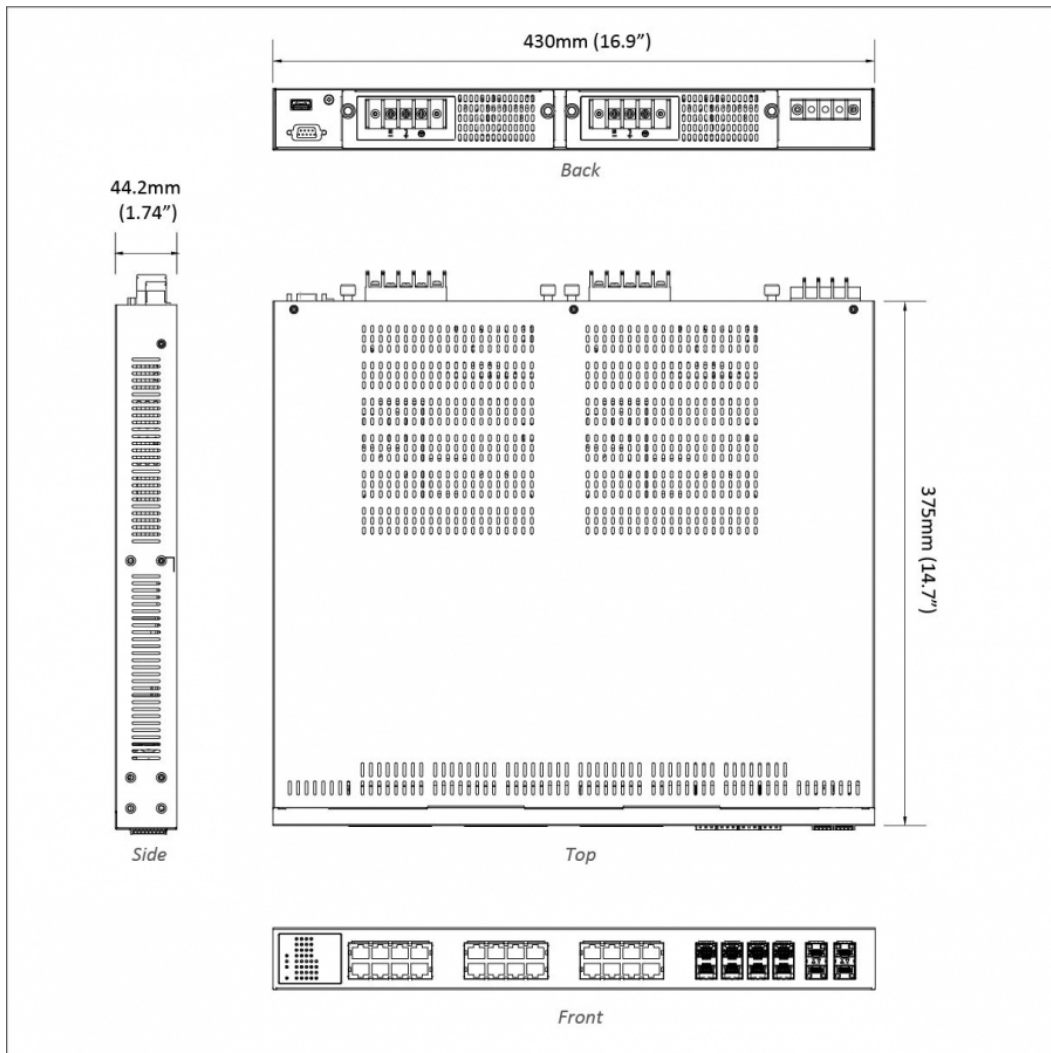 430mm (16.9”)
Back
44.2mm
(1.74”)
375mm (14.7”)
Side
Top
Front